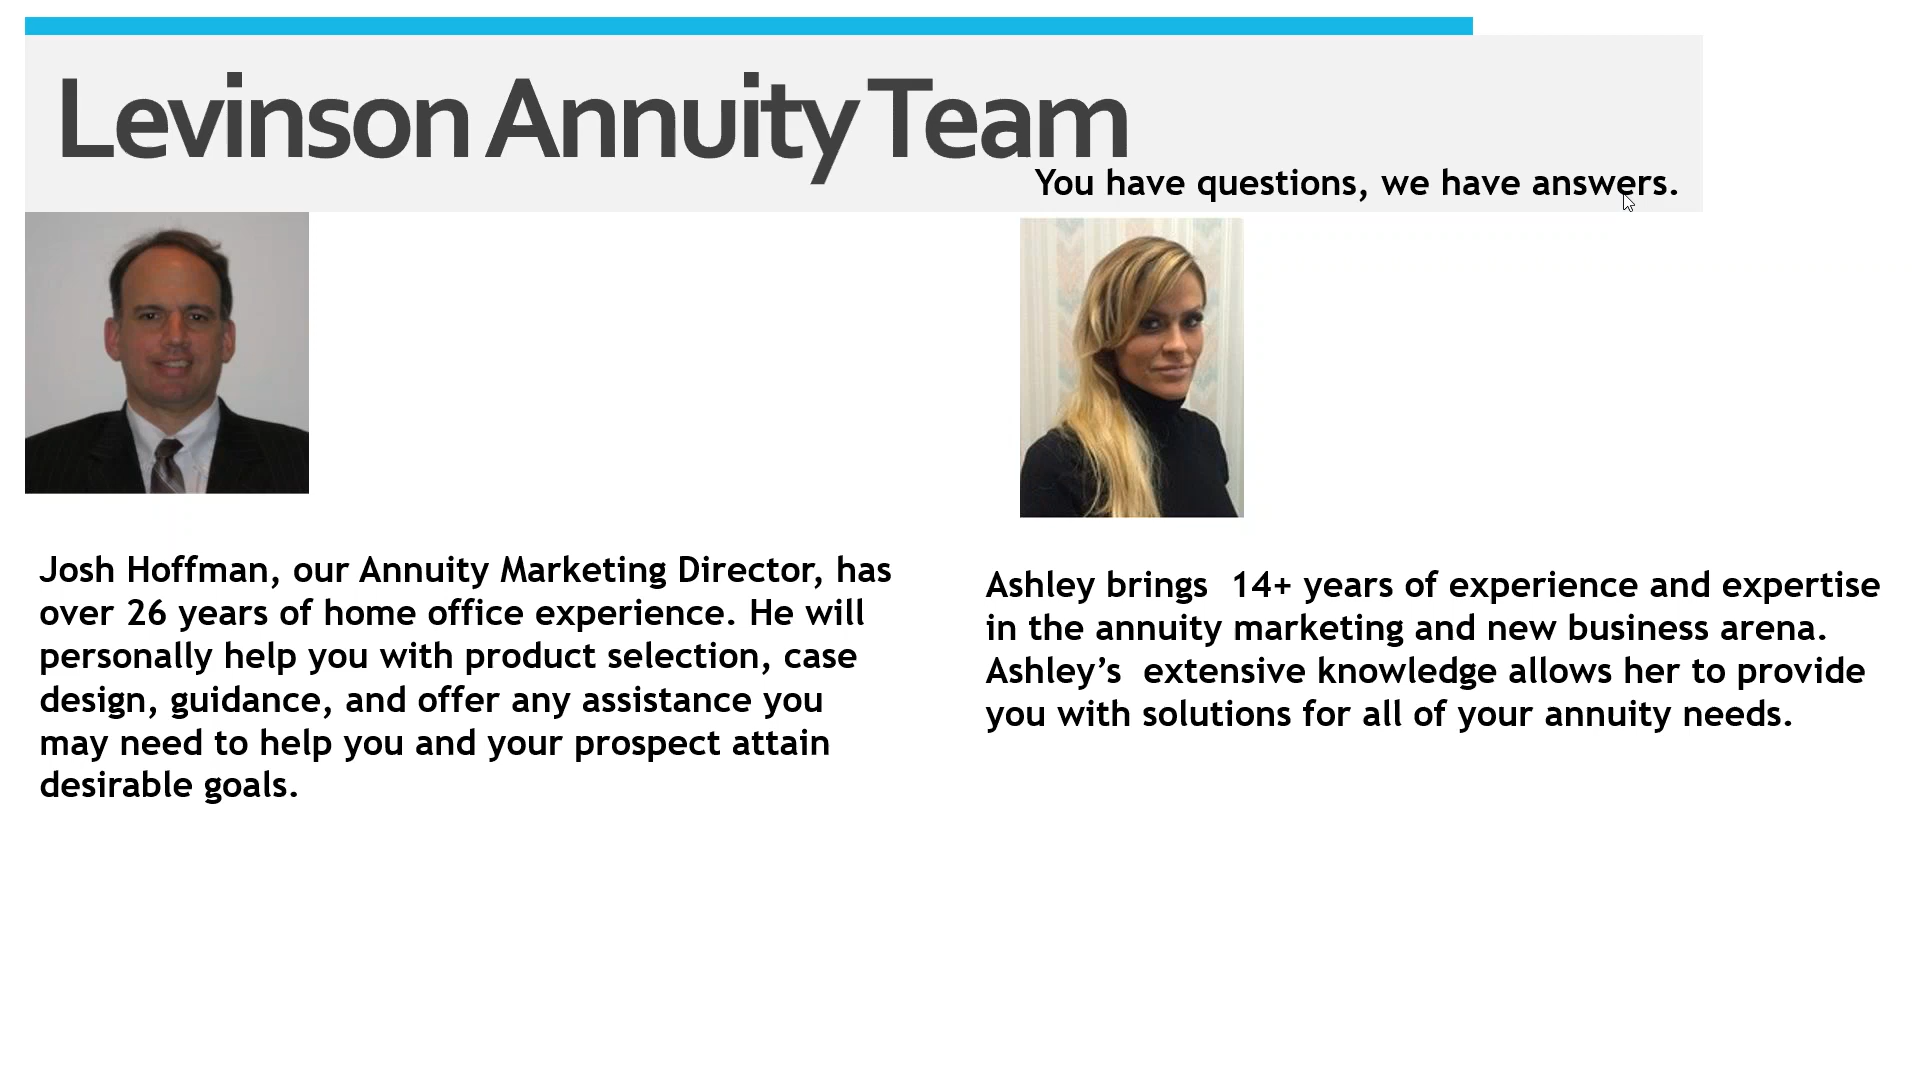 Levinson Annuity Team
You have questions, we have answers.
Josh Hoffman, our Annuity Marketing Director, has
over 26 years of home office experience. He will
personally help you with product selection, case
design, guidance, and offer any assistance you
may need to help you and your prospect attain
desirable goals.
Ashley brings  14+ years of experience and expertise
in the annuity marketing and new business arena.
Ashley’s  extensive knowledge allows her to provide
you with solutions for all of your annuity needs.